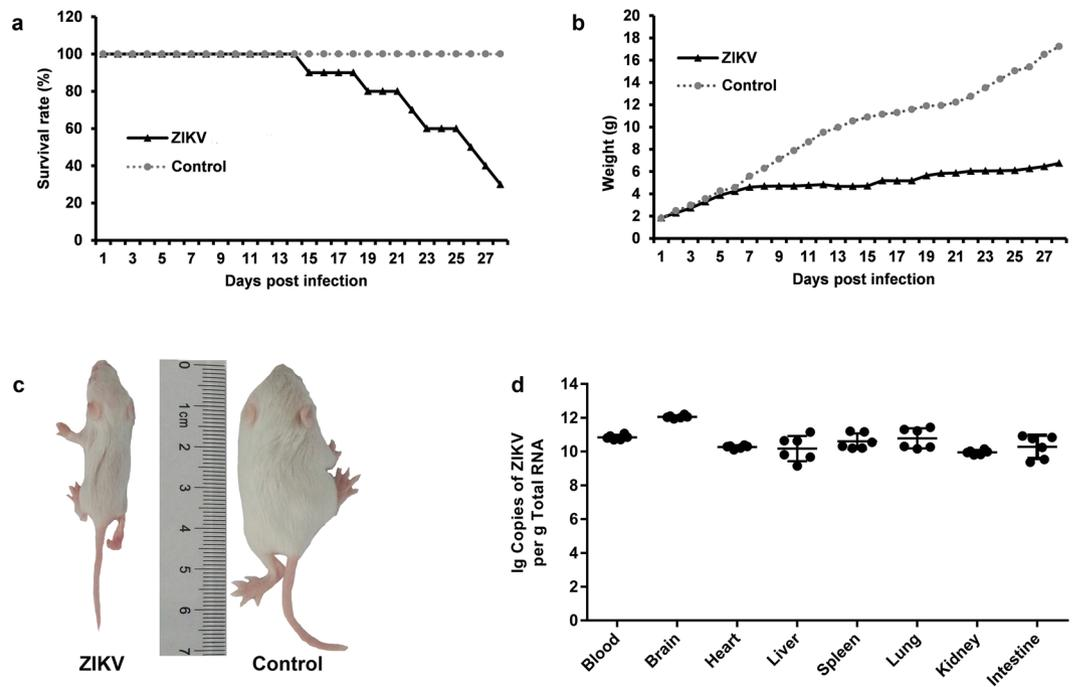 a
120
100
80
60
40
20
0
Survival rate (%)
ZIKV
Control
1 3 5 7 9 11 13 15 17 19 21 23 25 27
Days post infection
b
20
18
16
14
12
10
8
6
4
2
0
Weight (g)
ZIKV
Control
1 3 5 7 9 11 13 15 17 19 21 23 25 27
Days post infection
c
0
1 cm
2
3
4
5
6
7
ZIKV
Control
d
14
12
10
8
6
4
2
0
lg Copies of ZIKV
per g Total RNA
Blood
Brain
Heart
Liver
Spleen
Lung
Kidney
Intestine